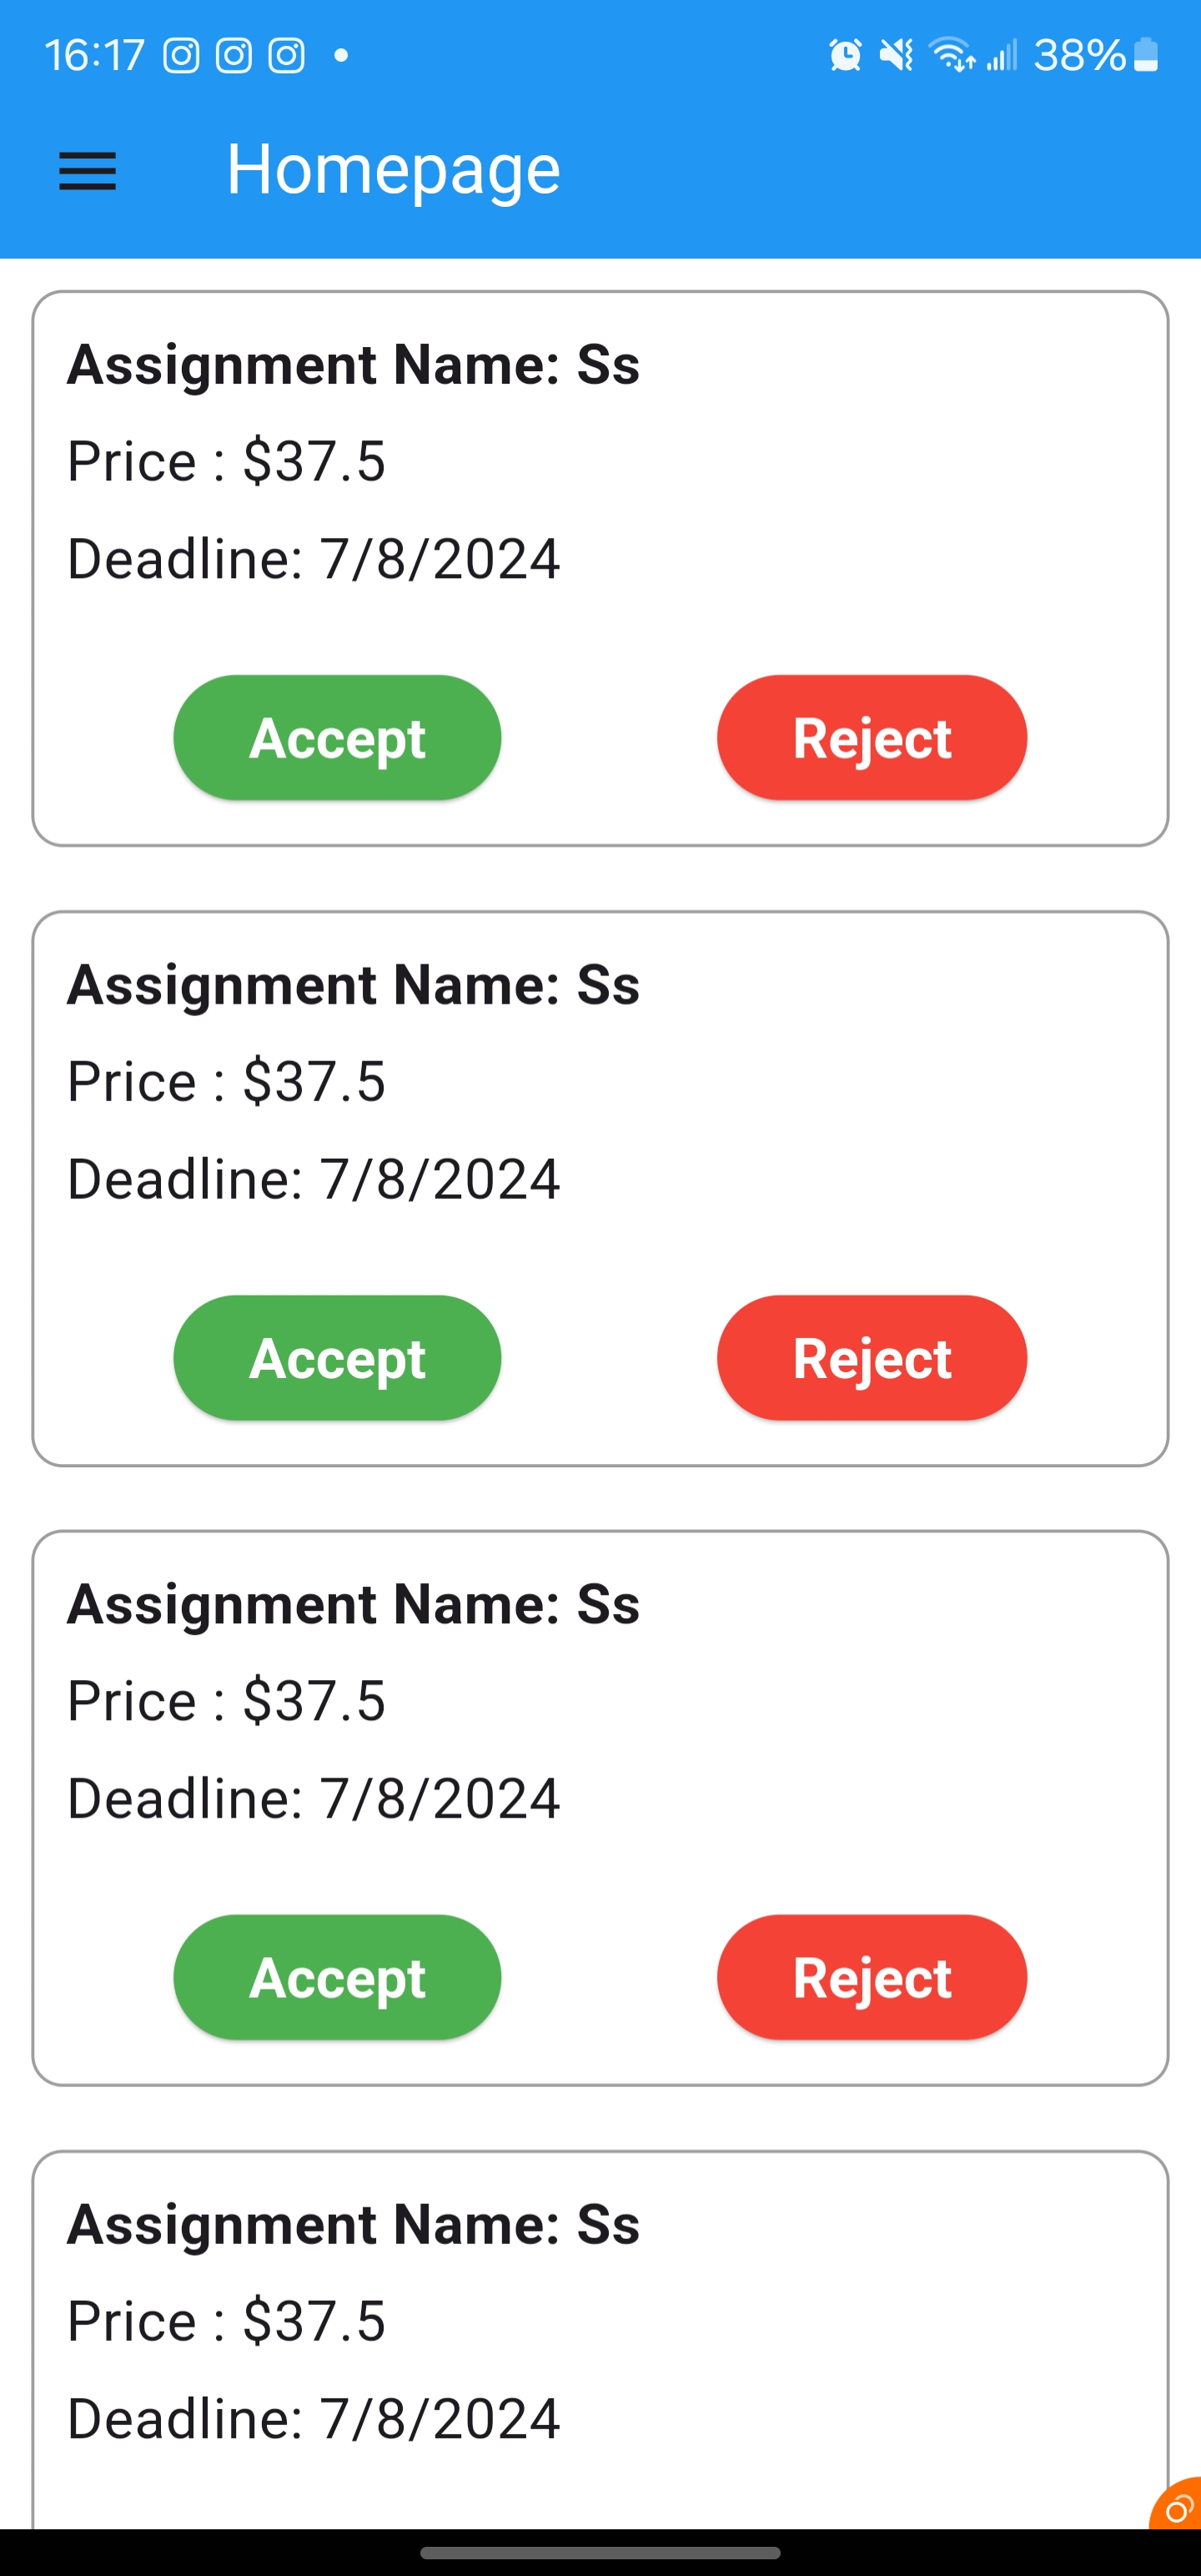 16:17 38%
Homepage
Assignment Name: Ss
Price : $37.5
Deadline: 7/8/2024
Accept Reject
Assignment Name: Ss
Price : $37.5
Deadline: 7/8/2024
Accept Reject
Assignment Name: Ss
Price : $37.5
Deadline: 7/8/2024
Accept Reject
Assignment Name: Ss
Price : $37.5
Deadline: 7/8/2024